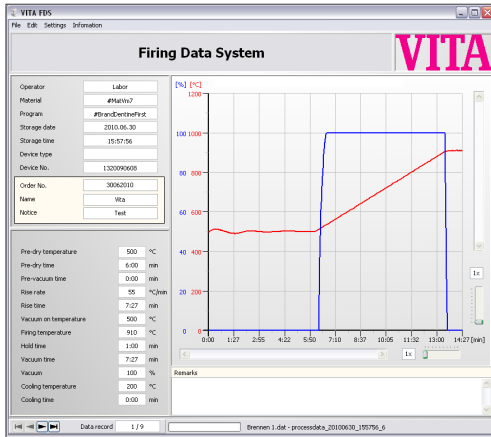 VITA FDS
File Edit Settings Infomation
Firing Data System
VITA
Operator Labor
Material #MatVm7
Program #BrandDentineFirst
Storage date 2010.06.30
Storage time 15:57:56
Device type
Device No. 1320090608
Order No. 30062010
Name Vita
Notice Test
Pre-dry temperature 500 °C
Pre-dry time 6:00 min
Pre-vacuum time 0:00 min
Rise rate 55 °C/min
Rise time 7:27 min
Vacuum on temperature 500 °C
Firing temperature 910 °C
Hold time 1:00 min
Vacuum time 7:27 min
Vacuum 100 %
Cooling temperature 200 °C
Cooling time 0:00 min
[%] [°C]
1200
100 1000
80 800
60 600
40 400
20 200
0 0
0:00 1:27 2:55 4:22 5:50 7:10 8:37 10:05 11:32 13:00 14:27 [min]
1x
1x
Remarks
Data record 1 / 9 Brennen 1.dat - processdata_20100630_155756_6